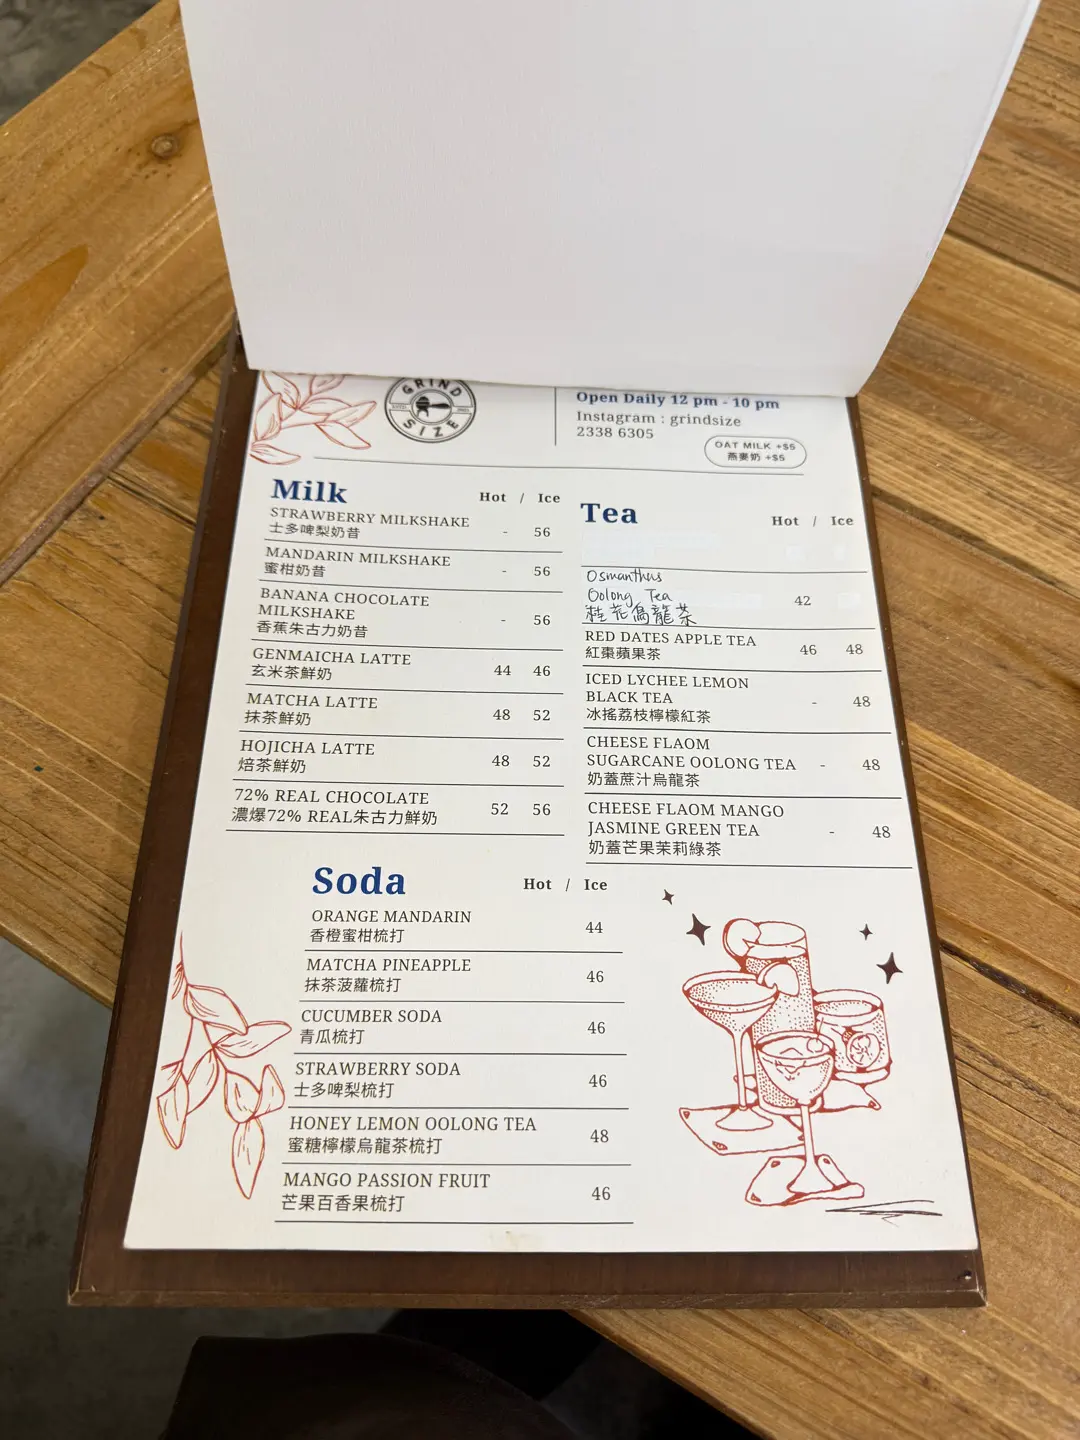 GRIND
SIZE
Open Daily 12 pm - 10 pm
Instagram : grindsize
2338 6305
OAT MILK +$5
燕麥奶 +$5
Milk Hot / Ice
STRAWBERRY MILKSHAKE
士多啤梨奶昔 - 56
MANDARIN MILKSHAKE
蜜柑奶昔 - 56
BANANA CHOCOLATE
MILKSHAKE - 56
香蕉朱古力奶昔
GENMAICHA LATTE 44 46
玄米茶鮮奶
MATCHA LATTE 48 52
抹茶鮮奶
HOJICHA LATTE 48 52
焙茶鮮奶
72% REAL CHOCOLATE 52 56
濃爆72% REAL朱古力鮮奶
Tea Hot / Ice
Osmanthus
Oolong Tea 42
桂花烏龍茶
RED DATES APPLE TEA 46 48
紅棗蘋果茶
ICED LYCHEE LEMON
BLACK TEA - 48
冰搖荔枝檸檬紅茶
CHEESE FLAOM
SUGARCANE OOLONG TEA - 48
奶蓋蔗汁烏龍茶
CHEESE FLAOM MANGO
JASMINE GREEN TEA - 48
奶蓋芒果茉莉綠茶
Soda Hot / Ice
ORANGE MANDARIN 44
香橙蜜柑梳打
MATCHA PINEAPPLE 46
抹茶菠蘿梳打
CUCUMBER SODA 46
青瓜梳打
STRAWBERRY SODA 46
士多啤梨梳打
HONEY LEMON OOLONG TEA 48
蜜糖檸檬烏龍茶梳打
MANGO PASSION FRUIT 46
芒果百香果梳打